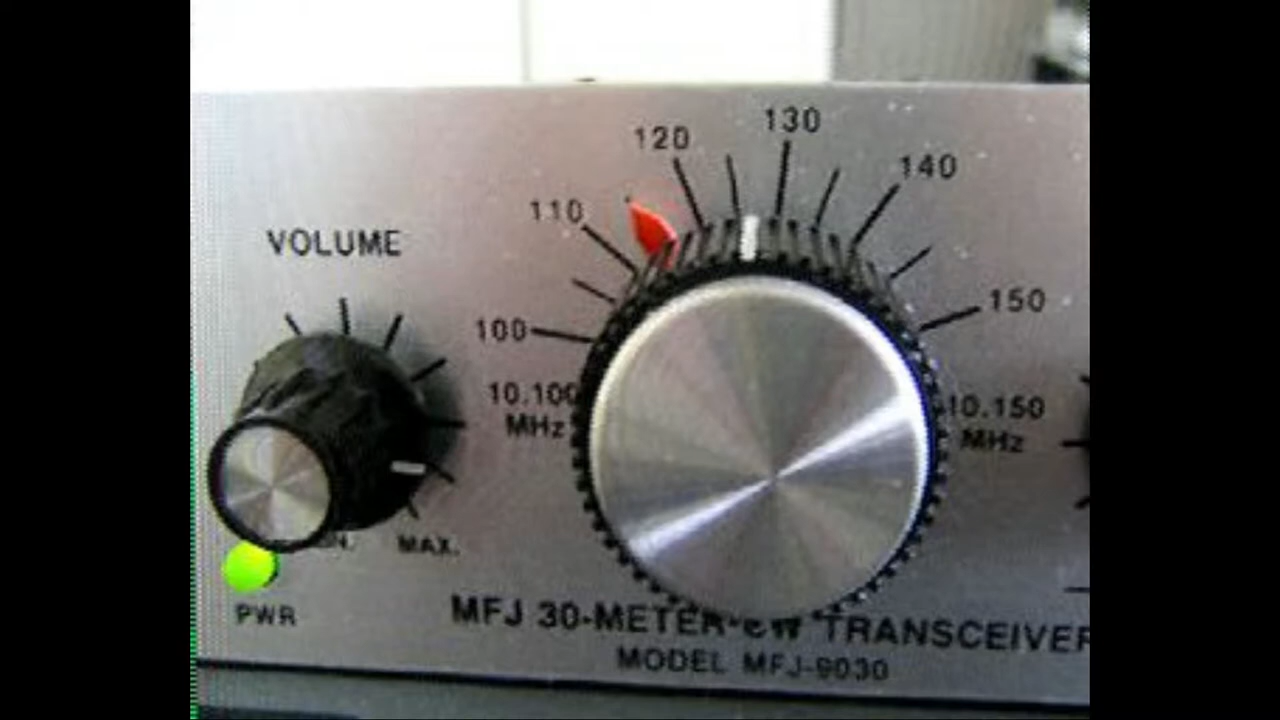 130
120
140
110
VOLUME
150
100
10.100
MHz
10.150
MHz
MAX.
PWR
MFJ 30-METER-CW TRANSCEIVER
MODEL MFJ-9030